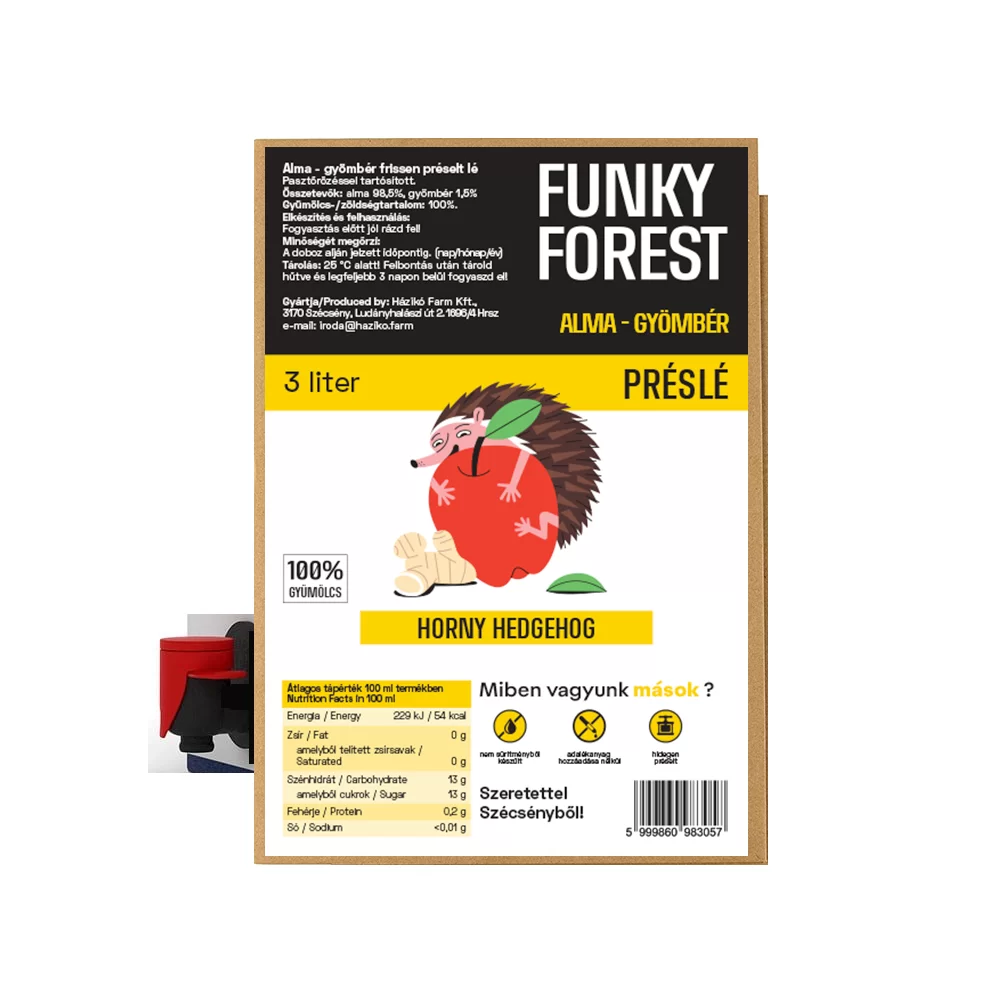 Alma - gyömbér frissen préselt lé
Pasztőrözéssel tartósított.
Összetevők: alma 98,5%, gyömbér 1,5%
Gyümölcs-/zöldségtartalom: 100%.
Elkészítés és felhasználás:
Fogyasztás előtt jól rázd fel!
Minőségét megőrzi:
A doboz alján jelzett időpontig. (nap/hónap/év)
Tárolás: 25 °C alatt! Felbontás után tárold
hűtve és legfeljebb 3 napon belül fogyaszd el!
Gyártja/Produced by: Házikó Farm Kft.,
3170 Szécsény, Ludányhalászi út 2. 1696/4 Hrsz
e-mail: iroda@haziko.farm
FUNKY
FOREST
ALMA - GYÖMBÉR
3 liter
PRÉSLÉ
100%
GYÜMÖLCS
HORNY HEDGEHOG
Átlagos tápérték 100 ml termékben
Nutrition Facts in 100 ml
Energia / Energy 229 kJ / 54 kcal
Zsír / Fat 0 g
amelyből telített zsírsavak /
Saturated 0 g
Szénhidrát / Carbohydrate 13 g
amelyből cukrok / Sugar 13 g
Fehérje / Protein 0,2 g
Só / Sodium <0,01 g
Miben vagyunk mások ?
nem sűrítményből
készült
adalékanyag
hozzáadása nélkül
hidegen
préselt
Szeretettel
Szécsényből!
5 999860 983057